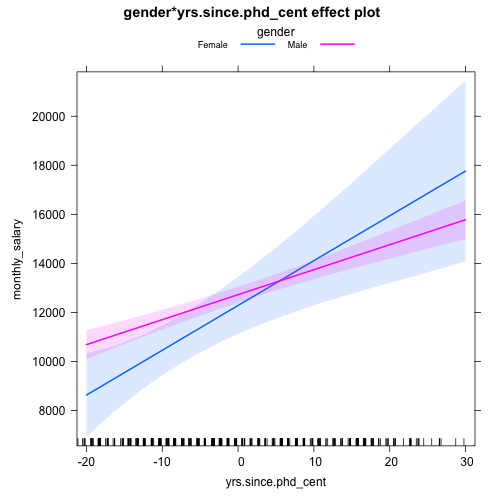 gender*yrs.since.phd_cent effect plot
gender
Female Male
20000
18000
16000
14000
12000
10000
8000
monthly_salary
-20 -10 0 10 20 30
yrs.since.phd_cent